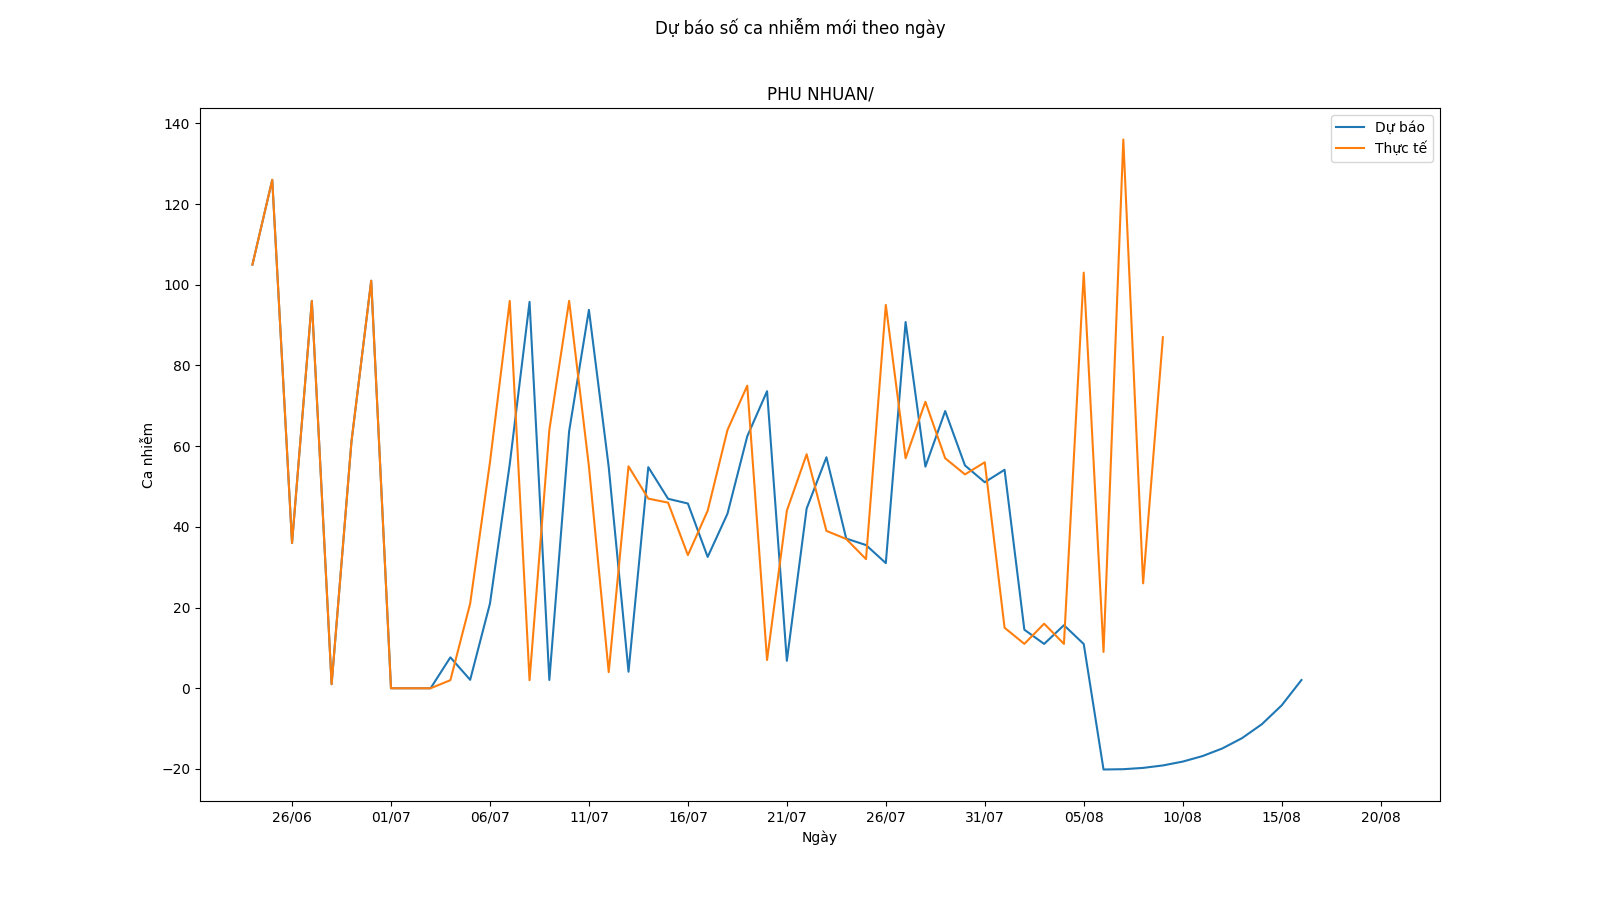 Dự báo số ca nhiễm mới theo ngày
PHU NHUAN/
Dự báo
Thực tế
Ca nhiễm
140
120
100
80
60
40
20
0
−20
26/06 01/07 06/07 11/07 16/07 21/07 26/07 31/07 05/08 10/08 15/08 20/08
Ngày